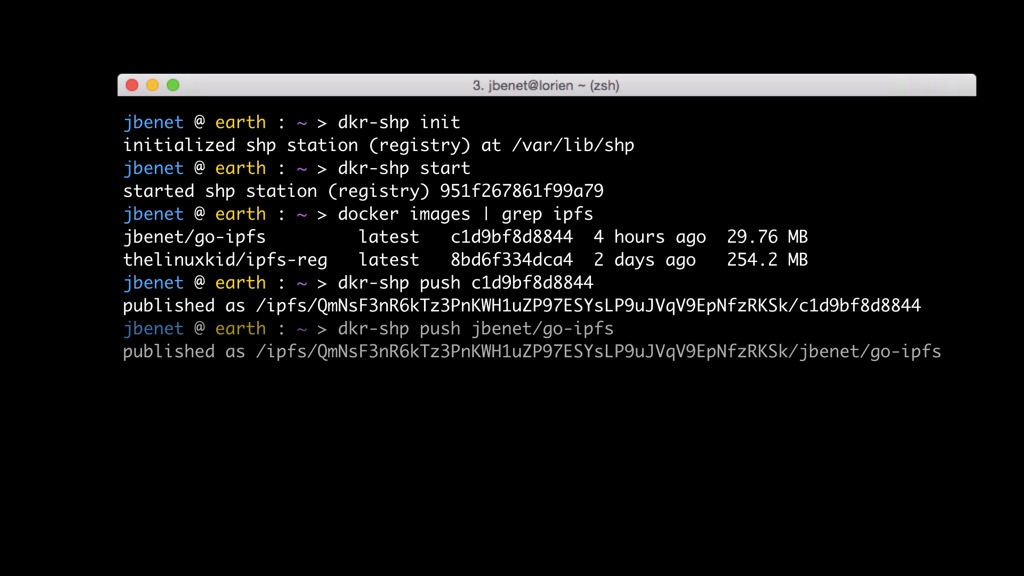 3. jbenet@lorien ~ (zsh)
jbenet @ earth : ~ > dkr-shp init
initialized shp station (registry) at /var/lib/shp
jbenet @ earth : ~ > dkr-shp start
started shp station (registry) 951f267861f99a79
jbenet @ earth : ~ > docker images | grep ipfs
jbenet/go-ipfs         latest   c1d9bf8d8844  4 hours ago  29.76 MB
thelinuxkid/ipfs-reg   latest   8bd6f334dca4  2 days ago   254.2 MB
jbenet @ earth : ~ > dkr-shp push c1d9bf8d8844
published as /ipfs/QmNsF3nR6kTz3PnKWH1uZP97ESYsLP9uJVqV9EpNfzRKSk/c1d9bf8d8844
jbenet @ earth : ~ > dkr-shp push jbenet/go-ipfs
published as /ipfs/QmNsF3nR6kTz3PnKWH1uZP97ESYsLP9uJVqV9EpNfzRKSk/jbenet/go-ipfs